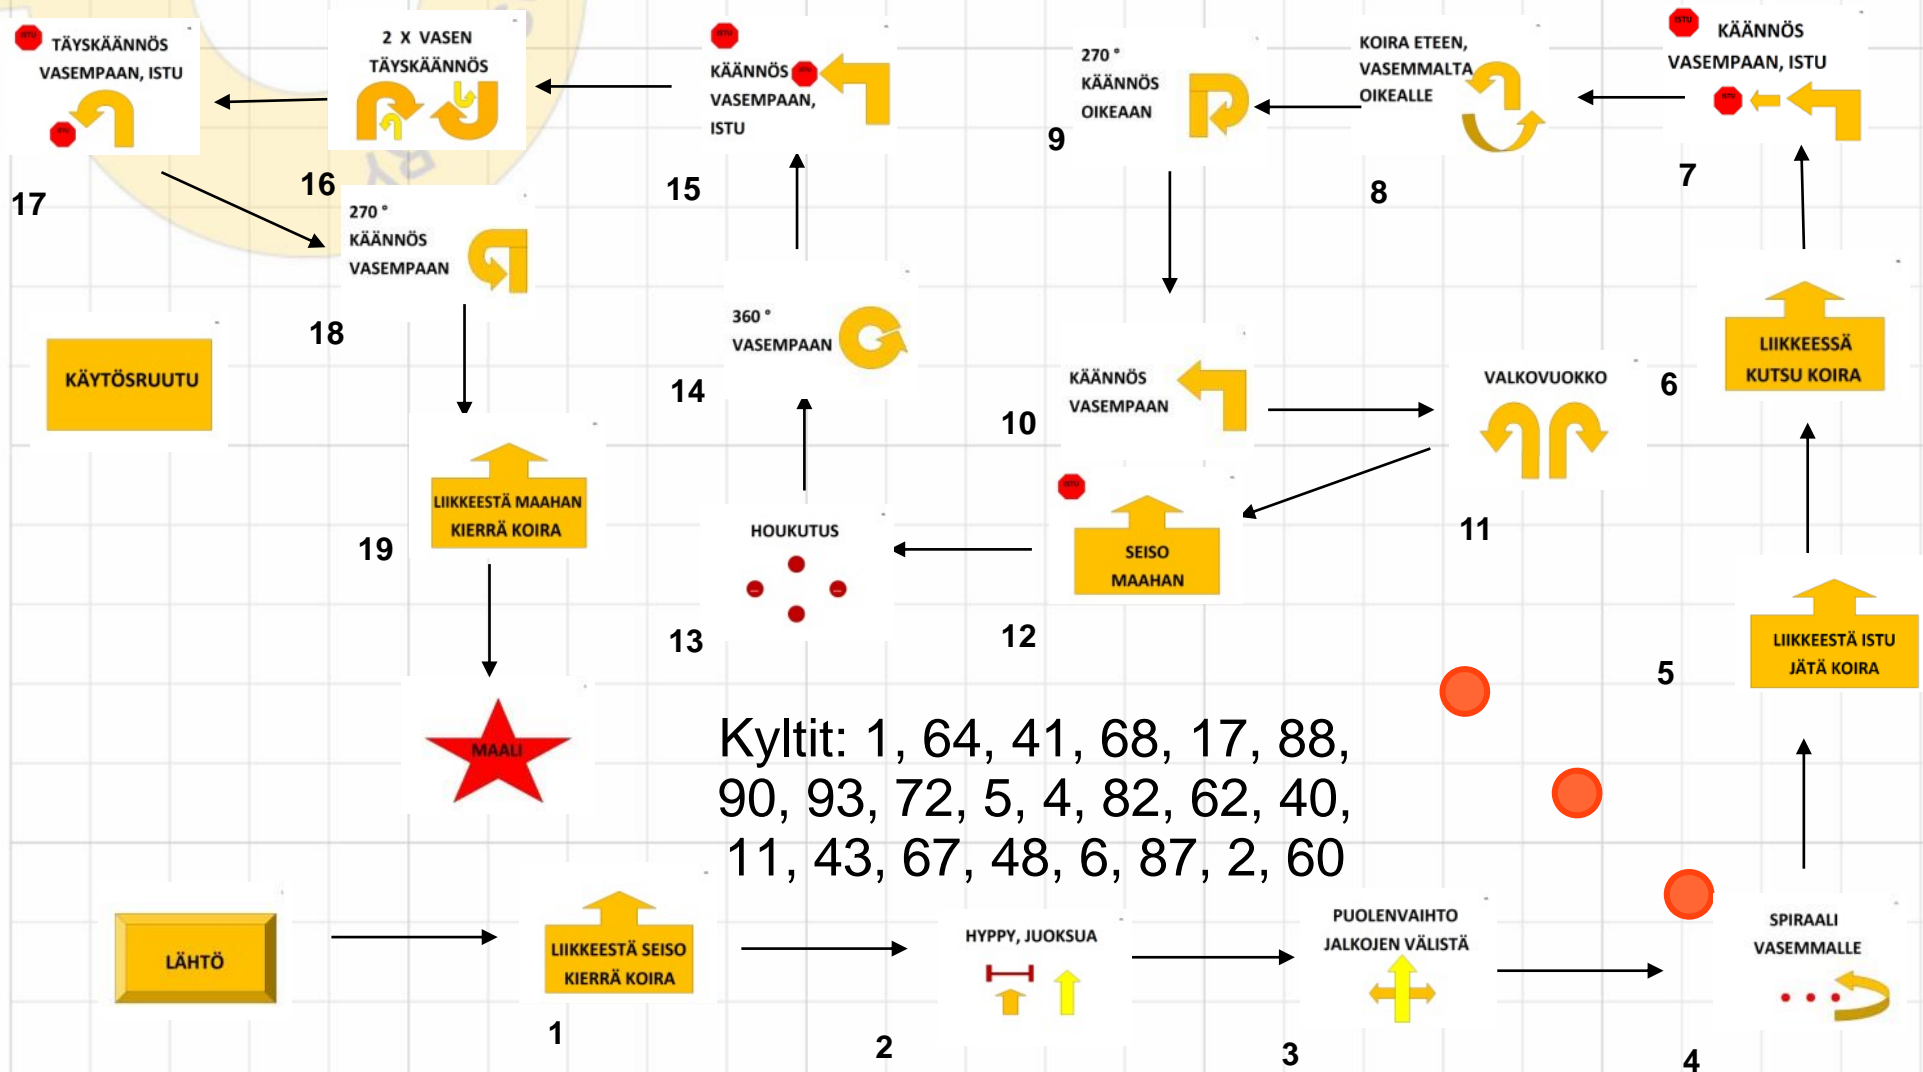 TÄYSKÄÄNNÖS
VASEMPAAN, ISTU
17
2 X VASEN
TÄYSKÄÄNNÖS
16
KÄÄNNÖS
VASEMPAAN,
ISTU
15
270 °
KÄÄNNÖS
OIKEAAN
9
KOIRA ETEEN,
VASEMMALTA
OIKEALLE
8
ISTU
KÄÄNNÖS
VASEMPAAN, ISTU
7
RY
270 °
KÄÄNNÖS
VASEMPAAN
18
360 °
VASEMPAAN
14
KÄÄNNÖS
VASEMPAAN
10
VALKOVUOKKO
11
LIIKKEESSÄ
KUTSU KOIRA
6
KÄYTÖSRUUTU
LIIKKEESTÄ MAAHAN
KIERRÄ KOIRA
19
HOUKUTUS
13
SEISO
MAAHAN
12
LIIKKEESTÄ ISTU
JÄTÄ KOIRA
5
MAALI
Kyltit: 1, 64, 41, 68, 17, 88,
90, 93, 72, 5, 4, 82, 62, 40,
11, 43, 67, 48, 6, 87, 2, 60
LÄHTÖ
LIIKKEESTÄ SEISO
KIERRÄ KOIRA
1
HYPPY, JUOKSUA
2
PUOLENVAIHTO
JALKOJEN VÄLISTÄ
3
SPIRAALI
VASEMMALLE
4